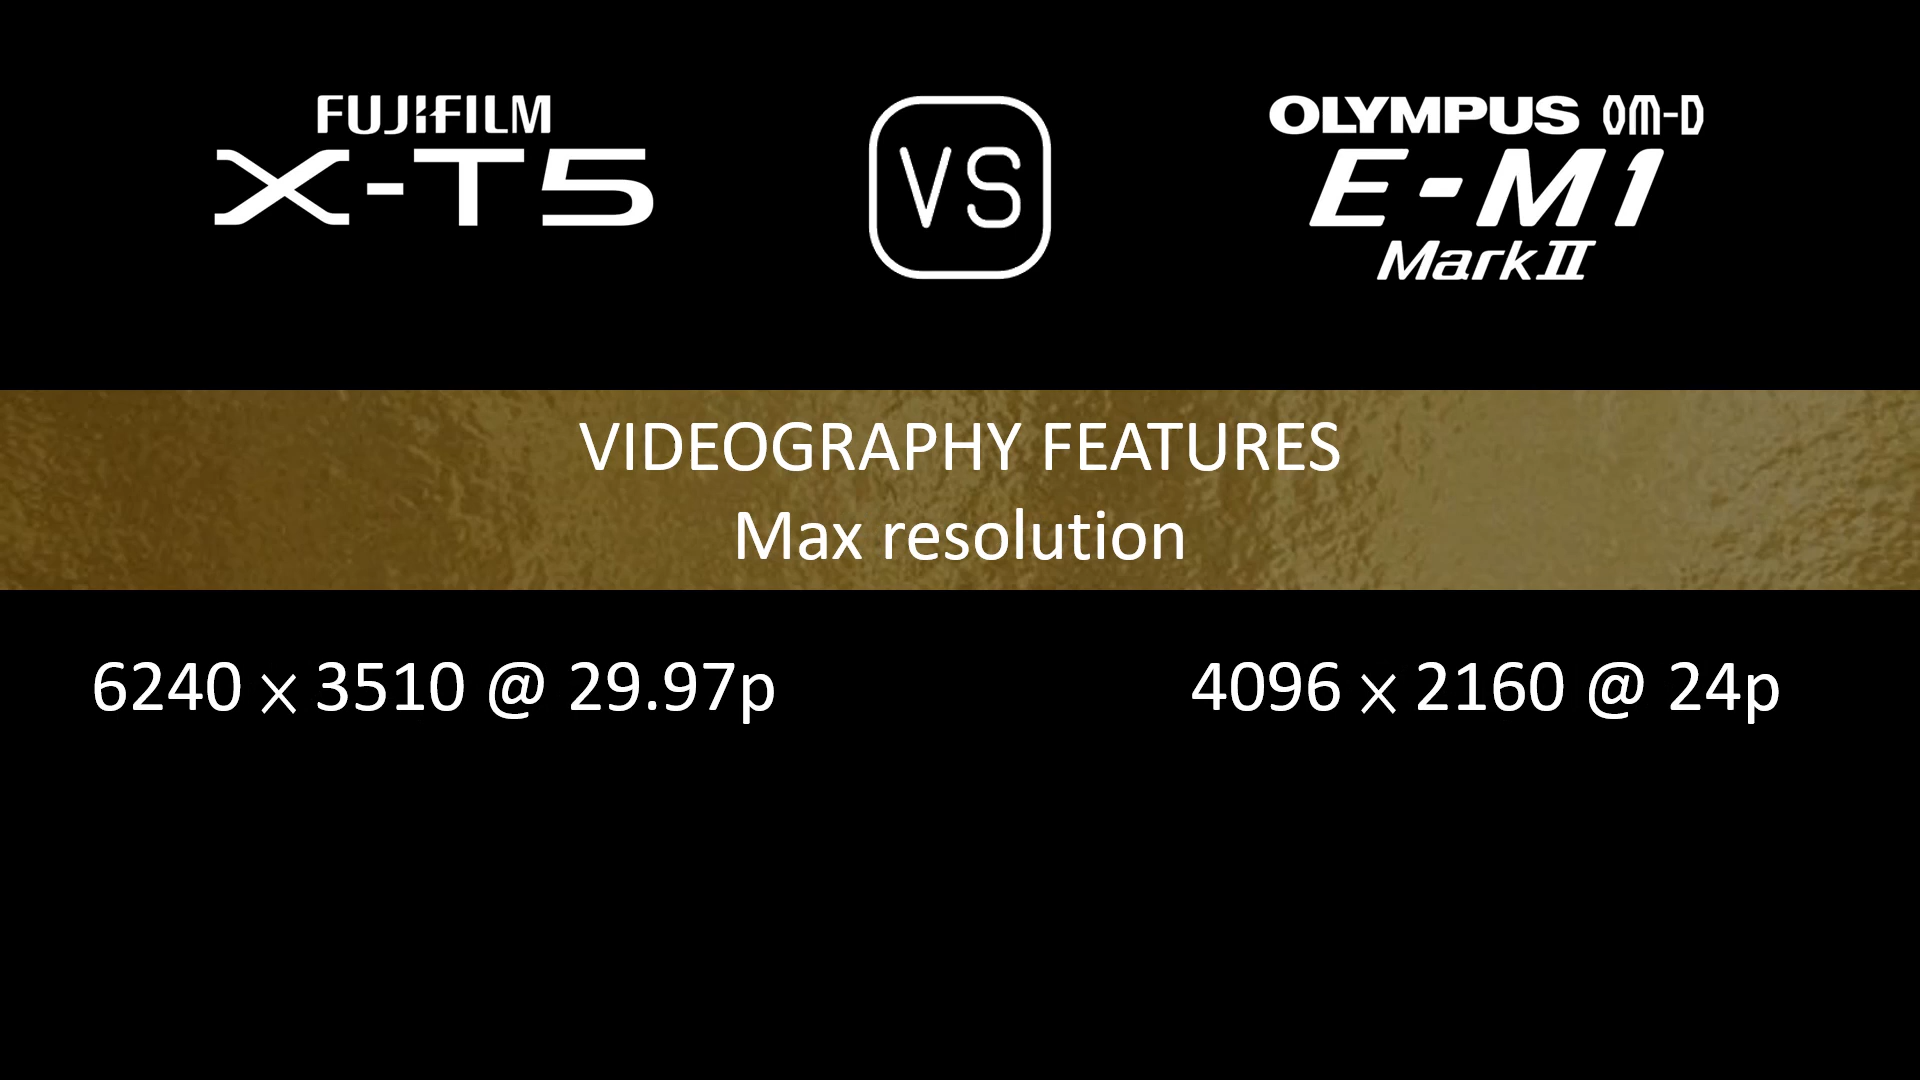 FUJIFILM
X-T5
VS
OLYMPUS OM-D
E-M1
Mark II
VIDEOGRAPHY FEATURES
Max resolution
6240 x 3510 @ 29.97p
4096 x 2160 @ 24p